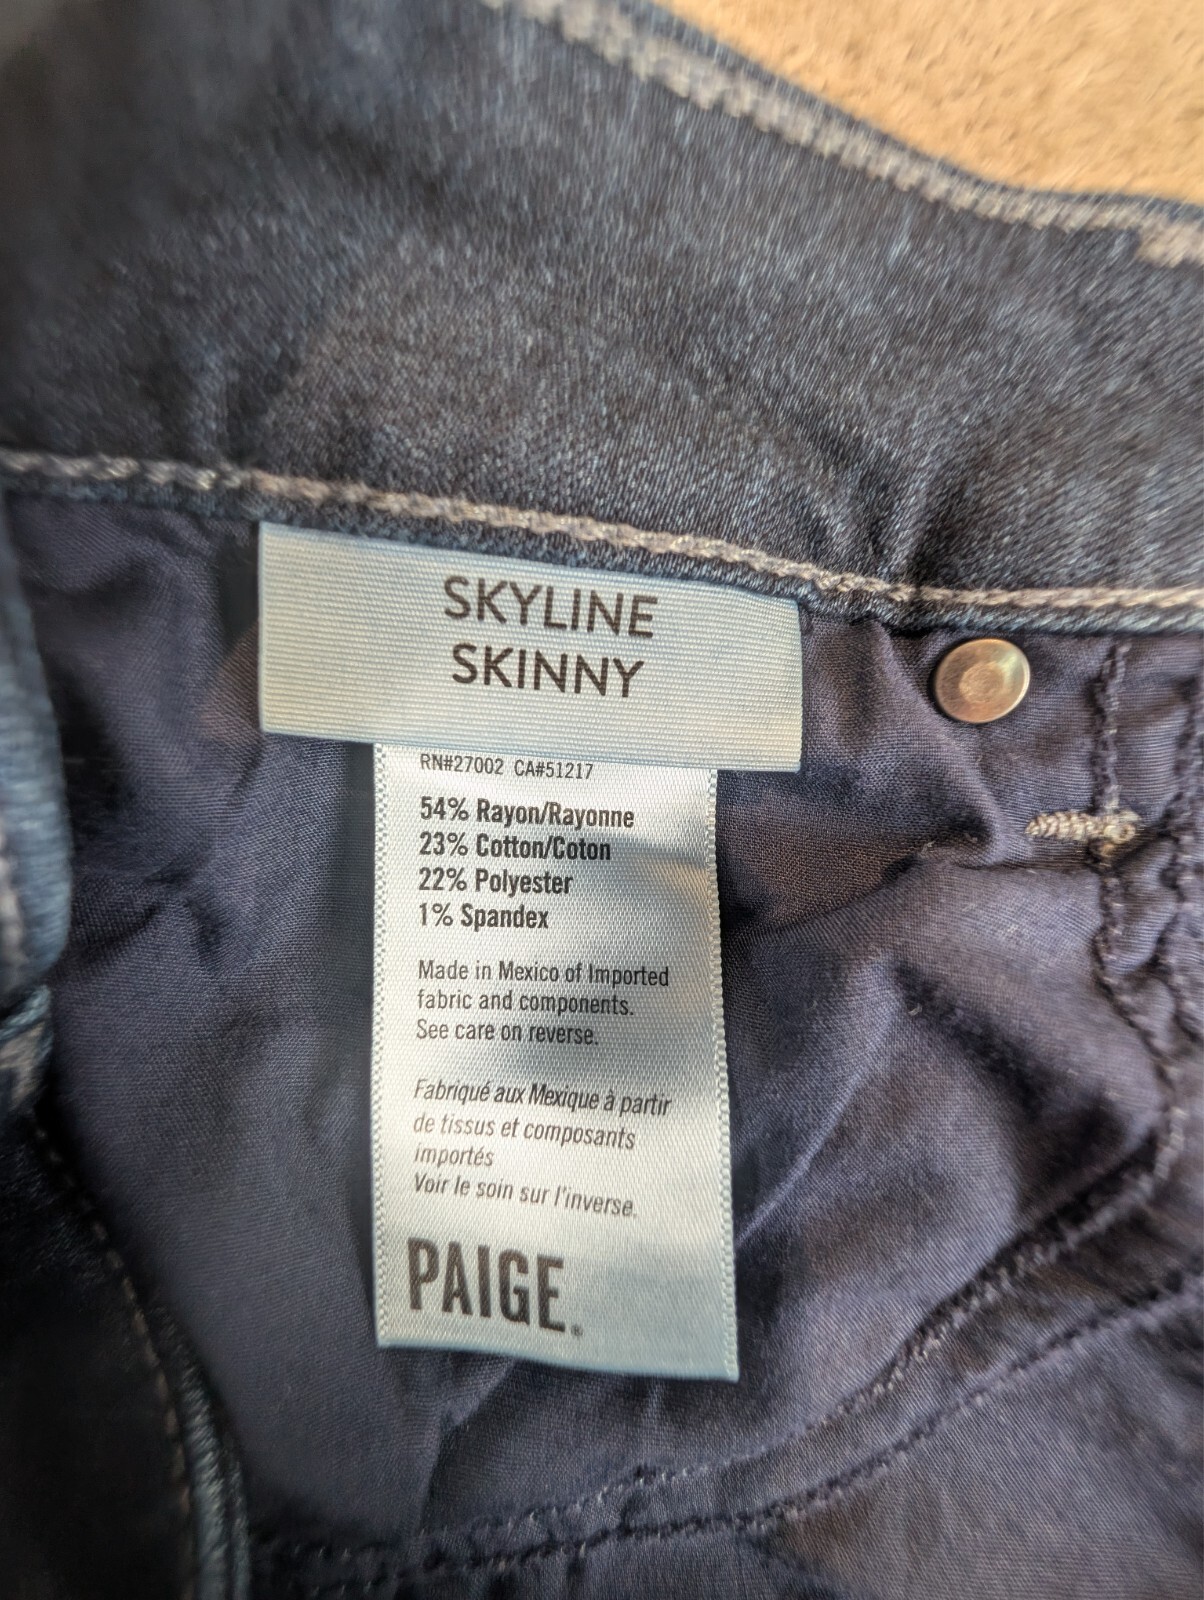 SKYLINE
SKINNY
RN#27002 CA#51217
54% Rayon/Rayonne
23% Cotton/Coton
22% Polyester
1% Spandex
Made in Mexico of Imported
fabric and components.
See care on reverse.
Fabriqué aux Mexique à partir
de tissus et composants
importés
Voir le soin sur l'inverse.
PAIGE®